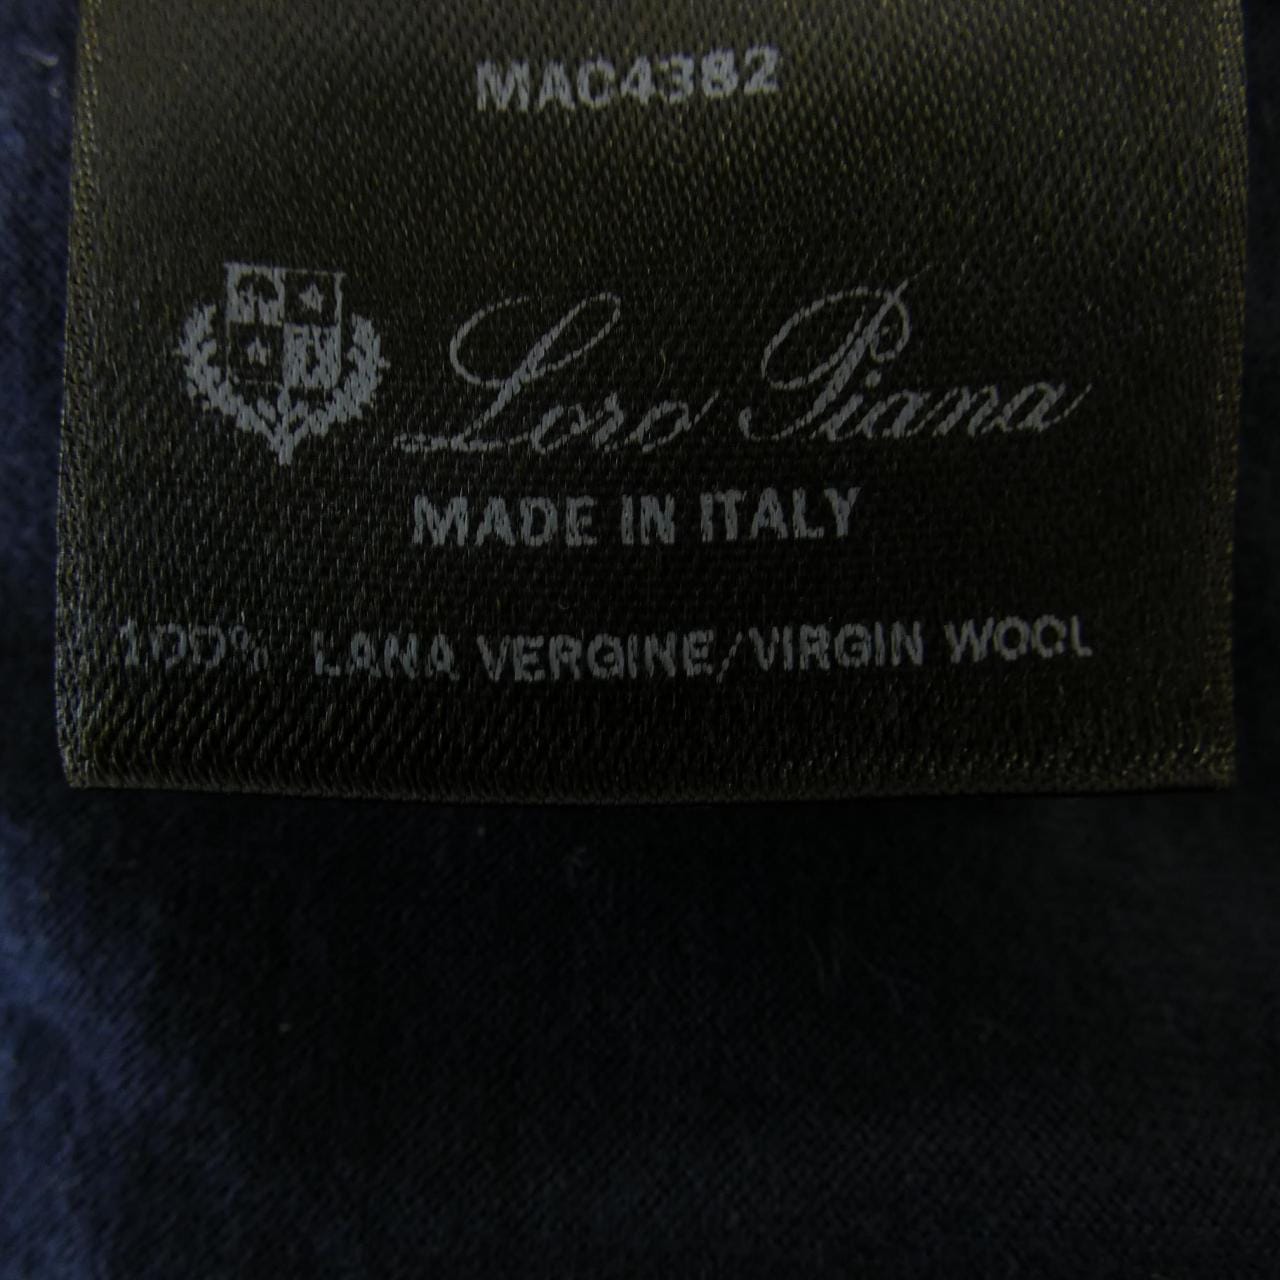 MAC4382
Loro Piana
MADE IN ITALY
100% LANA VERGINE/VIRGIN WOOL